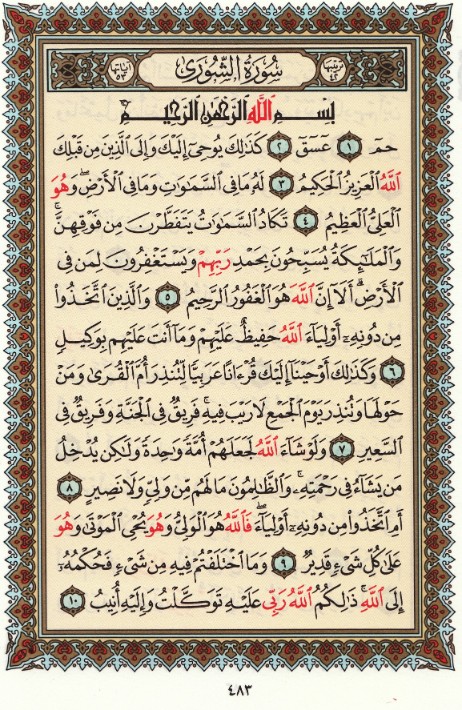 سُورَةُ الشُّورَىٰ
بِسْمِ ٱللَّهِ ٱلرَّحْمَٰنِ ٱلرَّحِيمِ
حمٓ ١ عٓسٓقٓ ٢ كَذَٰلِكَ يُوحِىٓ إِلَيْكَ وَإِلَى ٱلَّذِينَ مِن قَبْلِكَ
ٱللَّهُ ٱلْعَزِيزُ ٱلْحَكِيمُ ٣ لَهُۥ مَا فِى ٱلسَّمَٰوَٰتِ وَمَا فِى ٱلْأَرْضِ ۖ وَهُوَ
ٱلْعَلِىُّ ٱلْعَظِيمُ ٤ تَكَادُ ٱلسَّمَٰوَٰتُ يَتَفَطَّرْنَ مِن فَوْقِهِنَّ ۚ
وَٱلْمَلَٰٓئِكَةُ يُسَبِّحُونَ بِحَمْدِ رَبِّهِمْ وَيَسْتَغْفِرُونَ لِمَن فِى
ٱلْأَرْضِ ۗ أَلَآ إِنَّ ٱللَّهَ هُوَ ٱلْغَفُورُ ٱلرَّحِيمُ ٥ وَٱلَّذِينَ ٱتَّخَذُوا۟
مِن دُونِهِۦٓ أَوْلِيَآءَ ٱللَّهُ حَفِيظٌ عَلَيْهِمْ وَمَآ أَنتَ عَلَيْهِم بِوَكِيلٍ
٦ وَكَذَٰلِكَ أَوْحَيْنَآ إِلَيْكَ قُرْءَانًا عَرَبِيًّا لِّتُنذِرَ أُمَّ ٱلْقُرَىٰ وَمَنْ
حَوْلَهَا وَتُنذِرَ يَوْمَ ٱلْجَمْعِ لَا رَيْبَ فِيهِ ۚ فَرِيقٌ فِى ٱلْجَنَّةِ وَفَرِيقٌ فِى
ٱلسَّعِيرِ ٧ وَلَوْ شَآءَ ٱللَّهُ لَجَعَلَهُمْ أُمَّةً وَٰحِدَةً وَلَٰكِن يُدْخِلُ
مَن يَشَآءُ فِى رَحْمَتِهِۦ ۚ وَٱلظَّٰلِمُونَ مَا لَهُم مِّن وَلِىٍّ وَلَا نَصِيرٍ ٨
أَمِ ٱتَّخَذُوا۟ مِن دُونِهِۦٓ أَوْلِيَآءَ ۖ فَٱللَّهُ هُوَ ٱلْوَلِىُّ وَهُوَ يُحْىِ ٱلْمَوْتَىٰ وَهُوَ
عَلَىٰ كُلِّ شَىْءٍ قَدِيرٌ ٩ وَمَا ٱخْتَلَفْتُمْ فِيهِ مِن شَىْءٍ فَحُكْمُهُۥٓ
إِلَى ٱللَّهِ ۚ ذَٰلِكُمُ ٱللَّهُ رَبِّى عَلَيْهِ تَوَكَّلْتُ وَإِلَيْهِ أُنِيبُ ١٠
٤٨٣